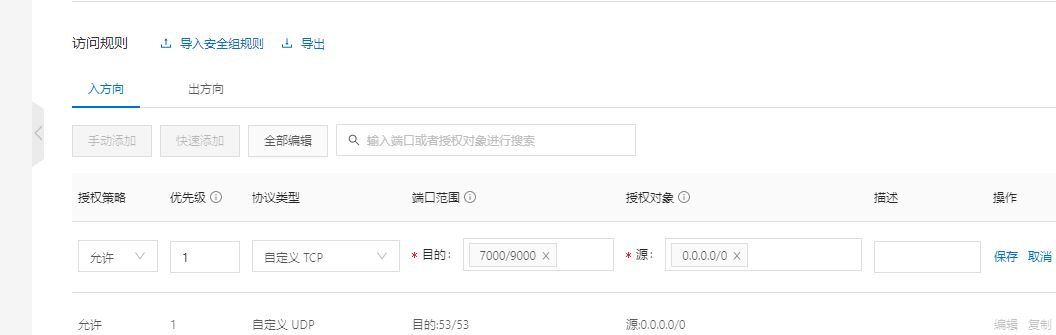 访问规则 导入安全组规则 导出
入方向 出方向
手动添加 快速添加 全部编辑 输入端口或者授权对象进行搜索
授权策略 优先级 协议类型 端口范围 授权对象 描述 操作
允许 1 自定义 TCP * 目的: 7000/9000 × * 源: 0.0.0.0/0 × 保存 取消
允许 1 自定义 UDP 目的:53/53 源:0.0.0.0/0 编辑 复制